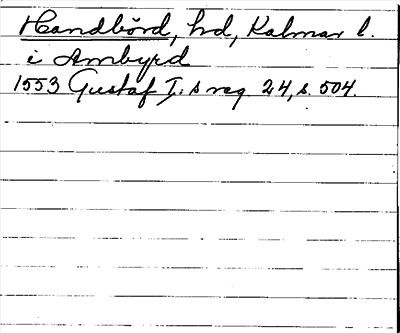 Handbörd, hd, Kalmar l.
i Ambyrd
1553 Gustaf I:s reg 24, s. 504.